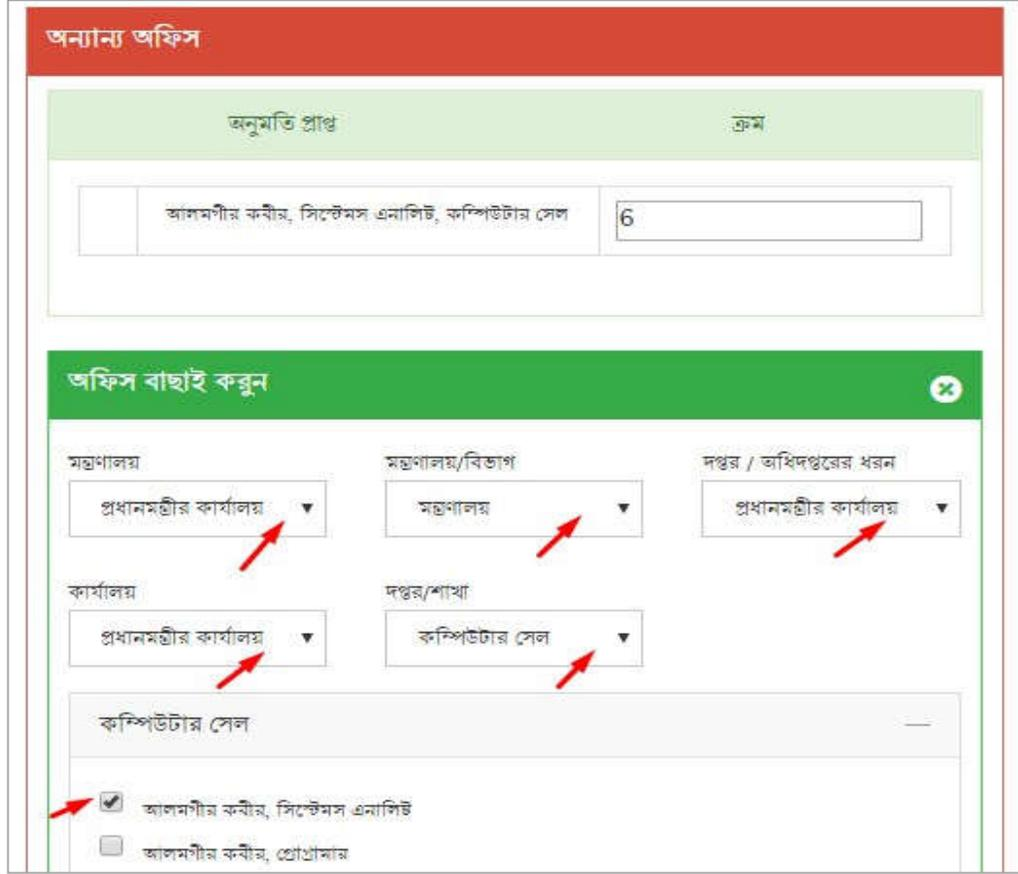 অন্যান্য অফিস
অনুমতি প্রাপ্ত ক্রম
আলমগীর কবীর, সিস্টেমস এনালিষ্ট, কম্পিউটার সেল 6
অফিস বাছাই করুন
মন্ত্রণালয় মন্ত্রণালয়/বিভাগ দপ্তর / অধিদপ্তরের ধরন
প্রধানমন্ত্রীর কার্যালয় মন্ত্রণালয় প্রধানমন্ত্রীর কার্যালয়
কার্যালয় দপ্তর/শাখা
প্রধানমন্ত্রীর কার্যালয় কম্পিউটার সেল
কম্পিউটার সেল
আলমগীর কবীর, সিস্টেমস এনালিষ্ট
আলমগীর কবীর, প্রোগ্রামার